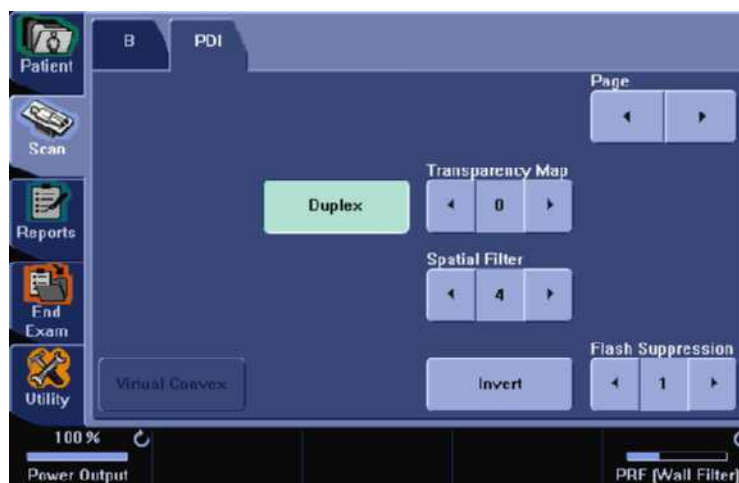 Patient
B
PDI
Page
Scan
Transparency Map
Duplex
0
Reports
Spatial Filter
4
End
Exam
Flash Suppression
Virtual Convex
Invert
1
Utility
100 %
Power Output
PRF (Wall Filter)